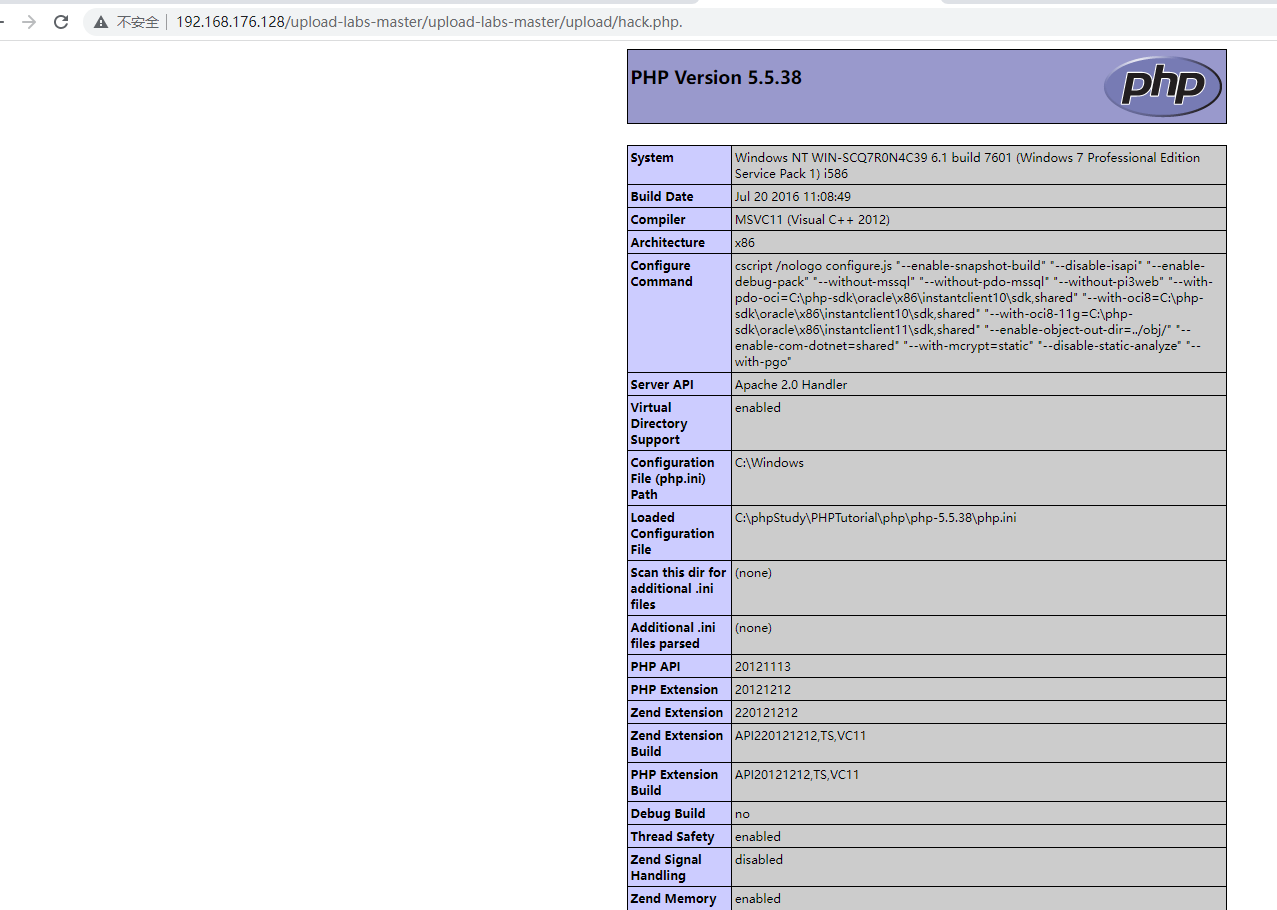 不安全 192.168.176.128/upload-labs-master/upload-labs-master/upload/hack.php.
PHP Version 5.5.38
php
System
Windows NT WIN-SCQ7R0N4C39 6.1 build 7601 (Windows 7 Professional Edition
Service Pack 1) i586
Build Date
Jul 20 2016 11:08:49
Compiler
MSVC11 (Visual C++ 2012)
Architecture
x86
Configure
Command
cscript /nologo configure.js "--enable-snapshot-build" "--disable-isapi" "--enable-
debug-pack" "--without-mssql" "--without-pdo-mssql" "--without-pi3web" "--with-
pdo-oci=C:\php-sdk\oracle\x86\instantclient10\sdk,shared" "--with-oci8=C:\php-
sdk\oracle\x86\instantclient10\sdk,shared" "--with-oci8-11g=C:\php-
sdk\oracle\x86\instantclient11\sdk,shared" "--enable-object-out-dir=../obj/" "--
enable-com-dotnet=shared" "--with-mcrypt=static" "--disable-static-analyze" "--
with-pgo"
Server API
Apache 2.0 Handler
Virtual
Directory
Support
enabled
Configuration
File (php.ini)
Path
C:\Windows
Loaded
Configuration
File
C:\phpStudy\PHPTutorial\php\php-5.5.38\php.ini
Scan this dir for
additional .ini
files
(none)
Additional .ini
files parsed
(none)
PHP API
20121113
PHP Extension
20121212
Zend Extension
220121212
Zend Extension
Build
API220121212,TS,VC11
PHP Extension
Build
API20121212,TS,VC11
Debug Build
no
Thread Safety
enabled
Zend Signal
Handling
disabled
Zend Memory
enabled